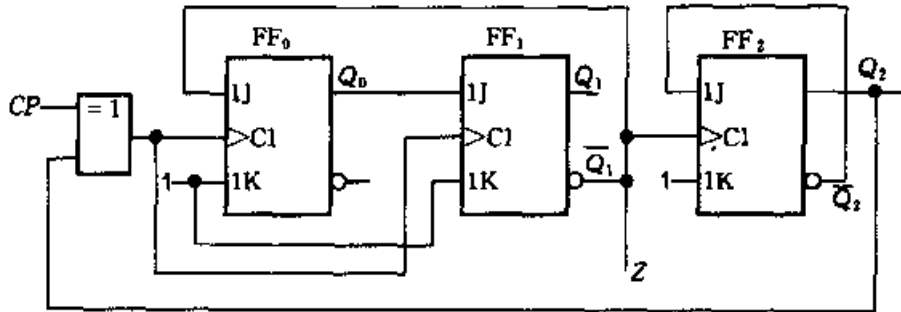 FF₀ FF₁ FF₂
Q₀ Q₁ Q₂
1J 1J 1J
CP =1
C1 C1 C1
1 1K 1K Q̅₁ 1 1K Q̅₂
Z